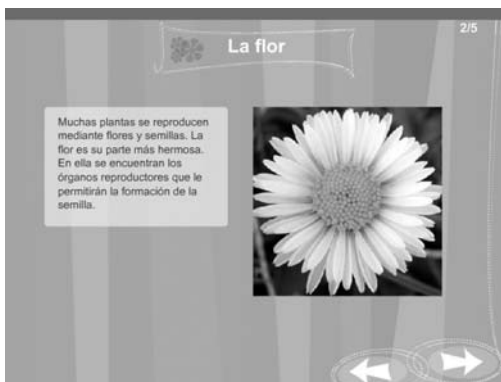 2/5
La flor
Muchas plantas se reproducen
mediante flores y semillas. La
flor es su parte más hermosa.
En ella se encuentran los
órganos reproductores que le
permitirán la formación de la
semilla.